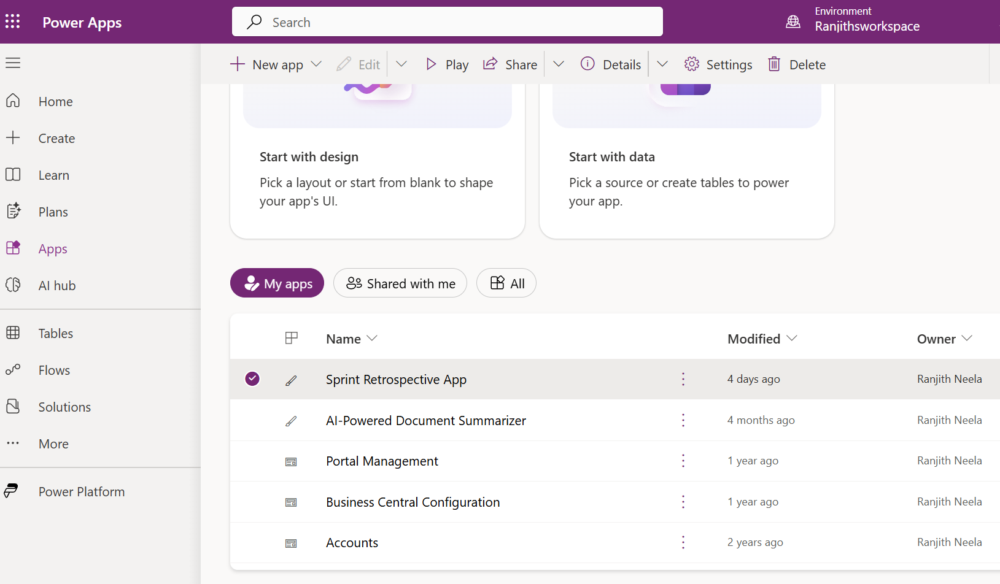 Power Apps
Search
Environment
Ranjithsworkspace
New app
Edit
Play
Share
Details
Settings
Delete
Home
Create
Learn
Plans
Apps
AI hub
Tables
Flows
Solutions
More
Power Platform
Start with design
Pick a layout or start from blank to shape
your app's UI.
Start with data
Pick a source or create tables to power
your app.
My apps
Shared with me
All
Name Modified Owner
Sprint Retrospective App 4 days ago Ranjith Neela
AI-Powered Document Summarizer 4 months ago Ranjith Neela
Portal Management 1 year ago Ranjith Neela
Business Central Configuration 1 year ago Ranjith Neela
Accounts 2 years ago Ranjith Neela